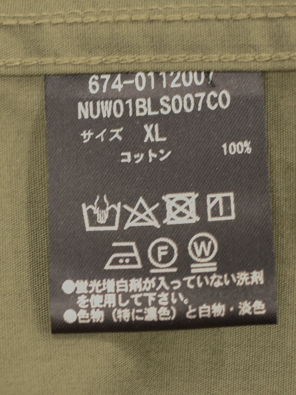 674-0112007
NUW01BLS007CO
サイズ XL
コットン 100%
F W
●蛍光増白剤が入っていない洗剤
を使用して下さい。
●色物（特に濃色）と白物・淡色